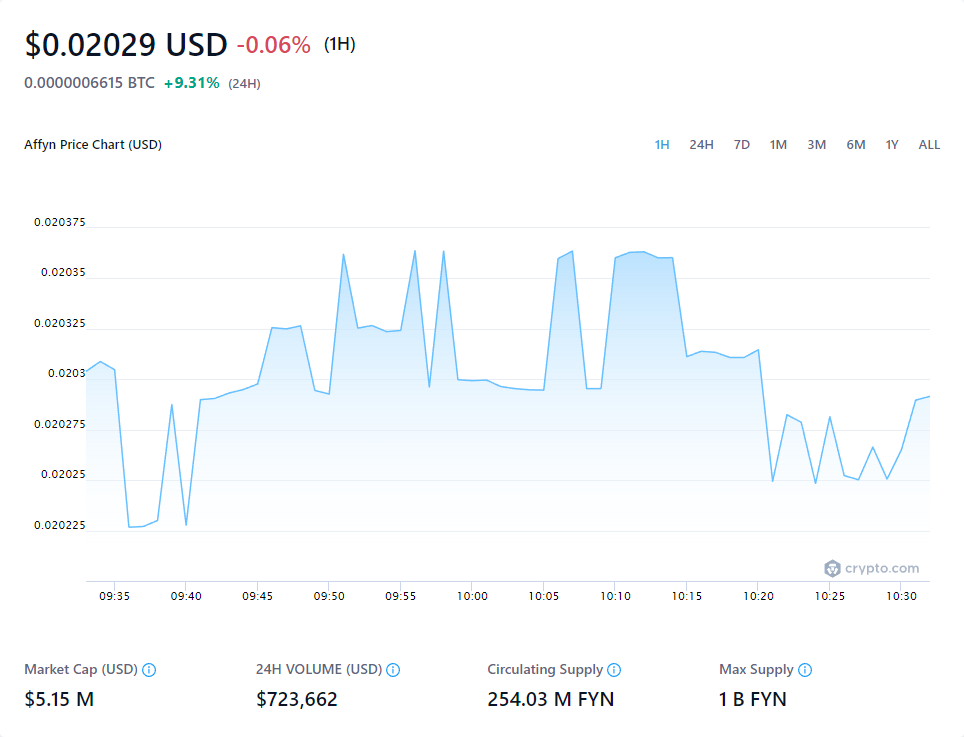 $0.02029 USD -0.06% (1H)
0.0000006615 BTC +9.31% (24H)
Affyn Price Chart (USD) 1H 24H 7D 1M 3M 6M 1Y ALL
0.020375
0.02035
0.020325
0.0203
0.020275
0.02025
0.020225
crypto.com
09:35 09:40 09:45 09:50 09:55 10:00 10:05 10:10 10:15 10:20 10:25 10:30
Market Cap (USD) 24H VOLUME (USD) Circulating Supply Max Supply
$5.15 M $723,662 254.03 M FYN 1 B FYN